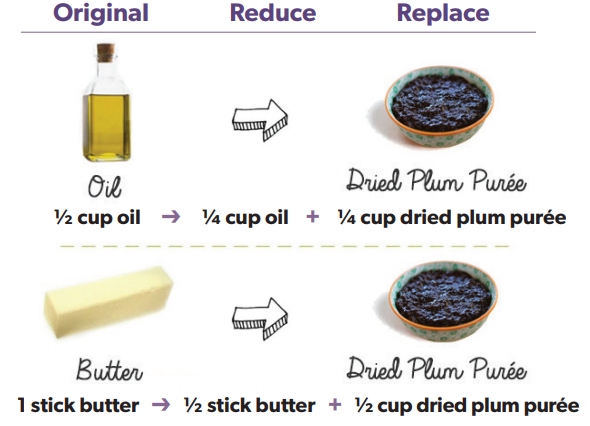 Original Reduce Replace
Oil Dried Plum Purée
½ cup oil → ¼ cup oil + ¼ cup dried plum purée
Butter Dried Plum Purée
1 stick butter → ½ stick butter + ½ cup dried plum purée